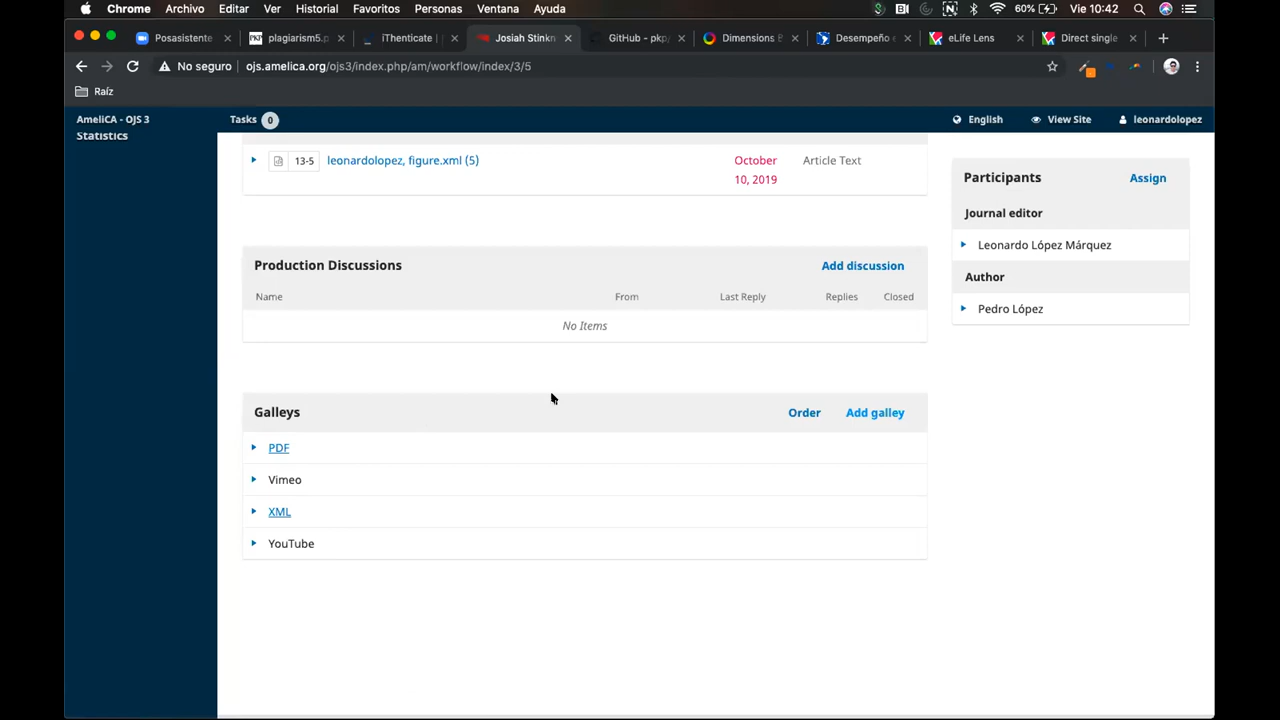 Chrome Archivo Editar Ver Historial Favoritos Personas Ventana Ayuda 60% Vie 10:42
Posasistente plagiarism5.p iThenticate | Josiah Stinkn GitHub - pkp Dimensions B Desempeño eLife Lens Direct single
No seguro ojs.amelica.org/ojs3/index.php/am/workflow/index/3/5
Raíz
AmeliCA - OJS 3 Tasks 0 English View Site leonardolopez
Statistics
13-5 leonardolopez, figure.xml (5) October 10, 2019 Article Text
Participants Assign
Journal editor
Leonardo López Márquez
Author
Pedro López
Production Discussions Add discussion
Name From Last Reply Replies Closed
No Items
Galleys Order Add galley
PDF
Vimeo
XML
YouTube